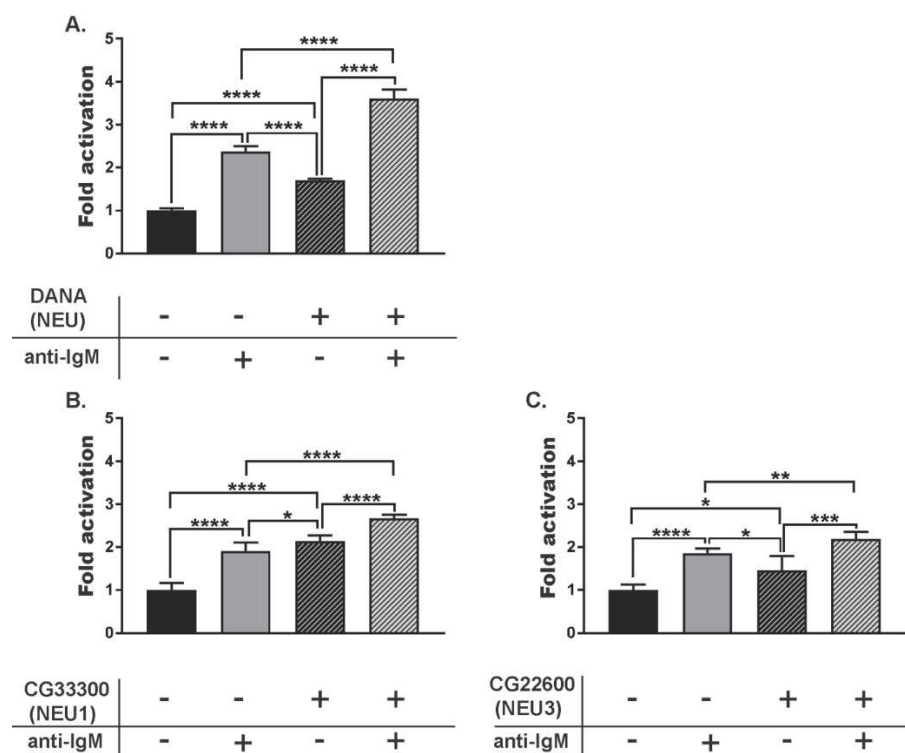 A.
Fold activation
5
4
3
2
1
0
****
****
****
****
****
DANA
(NEU)
- - + +
anti-IgM - + - +
B.
Fold activation
5
4
3
2
1
0
****
****
****
*
****
CG33300
(NEU1)
- - + +
anti-IgM - + - +
C.
Fold activation
5
4
3
2
1
0
**
*
****
*
***
CG22600
(NEU3)
- - + +
anti-IgM - + - +